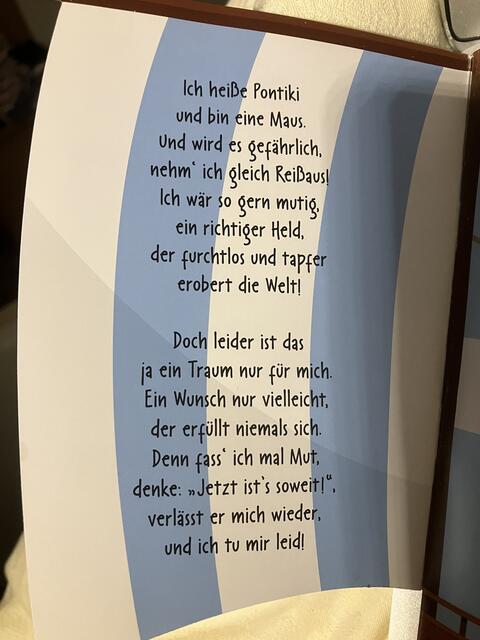 Ich heiße Pontiki
und bin eine Maus.
Und wird es gefährlich,
nehm' ich gleich Reißaus!
Ich wär so gern mutig,
ein richtiger Held,
der furchtlos und tapfer
erobert die Welt!
Doch leider ist das
ja ein Traum nur für mich.
Ein Wunsch nur vielleicht,
der erfüllt niemals sich.
Denn fass' ich mal Mut,
denke: „Jetzt ist's soweit!",
verlässt er mich wieder,
und ich tu mir leid!